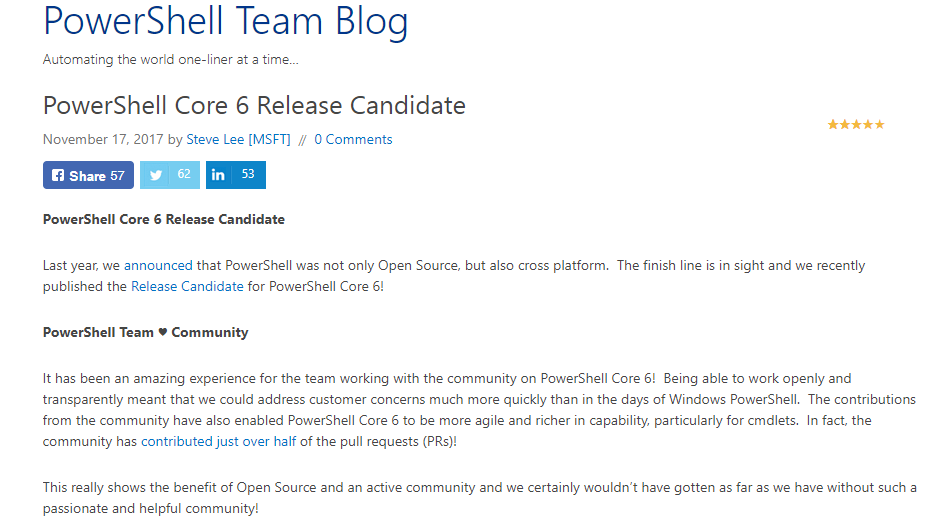 PowerShell Team Blog
Automating the world one-liner at a time…
PowerShell Core 6 Release Candidate
November 17, 2017 by Steve Lee [MSFT] // 0 Comments
Share 57 62 in 53
PowerShell Core 6 Release Candidate
Last year, we announced that PowerShell was not only Open Source, but also cross platform.  The finish line is in sight and we recently
published the Release Candidate for PowerShell Core 6!
PowerShell Team ♥ Community
It has been an amazing experience for the team working with the community on PowerShell Core 6!  Being able to work openly and
transparently meant that we could address customer concerns much more quickly than in the days of Windows PowerShell.  The contributions
from the community have also enabled PowerShell Core 6 to be more agile and richer in capability, particularly for cmdlets.  In fact, the
community has contributed just over half of the pull requests (PRs)!
This really shows the benefit of Open Source and an active community and we certainly wouldn’t have gotten as far as we have without such a
passionate and helpful community!